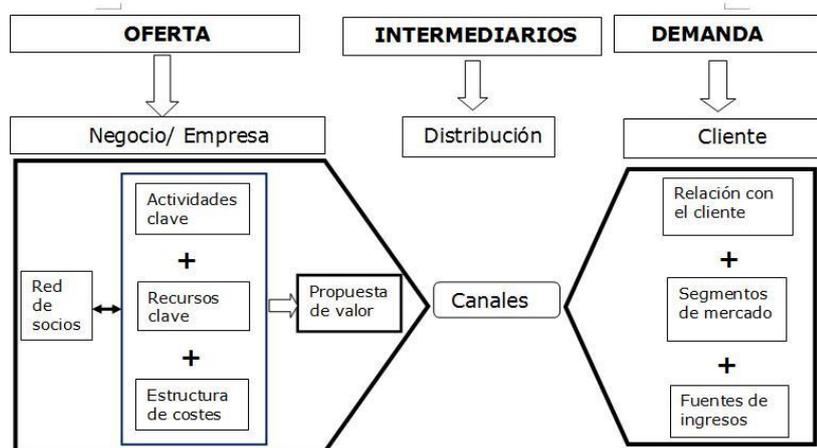 OFERTA
INTERMEDIARIOS
DEMANDA
Negocio/ Empresa
Distribución
Cliente
Actividades
clave
+
Red
de
socios
Recursos
clave
+
Estructura
de costes
Propuesta
de valor
Canales
Relación con
el cliente
+
Segmentos
de mercado
+
Fuentes de
ingresos